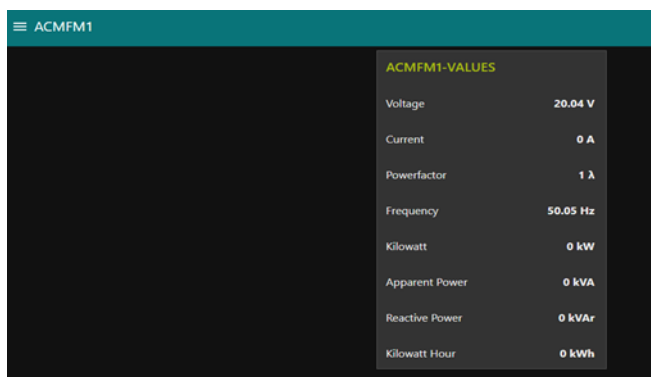 ≡ ACMFM1
ACMFM1-VALUES
Voltage 20.04 V
Current 0 A
Powerfactor 1 λ
Frequency 50.05 Hz
Kilowatt 0 kW
Apparent Power 0 kVA
Reactive Power 0 kVAr
Kilowatt Hour 0 kWh